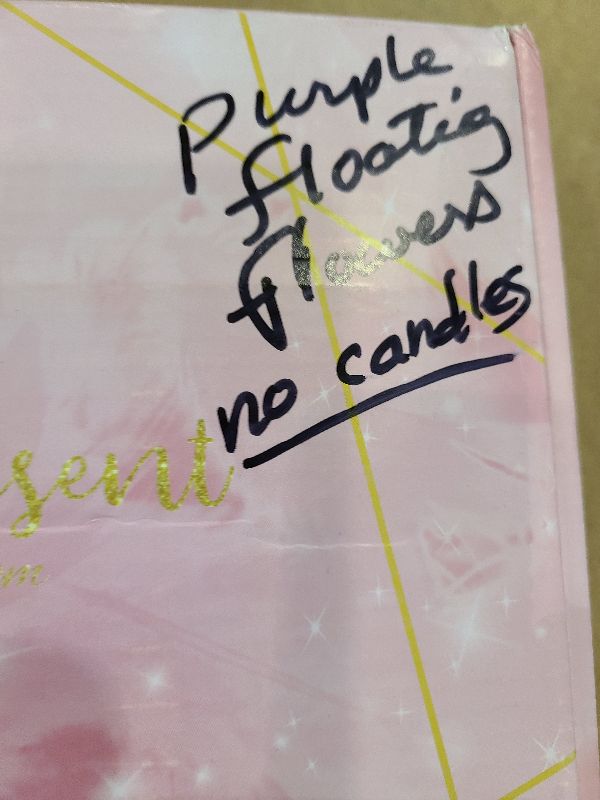 Purple
floatig
flowers
no candles
sent
m